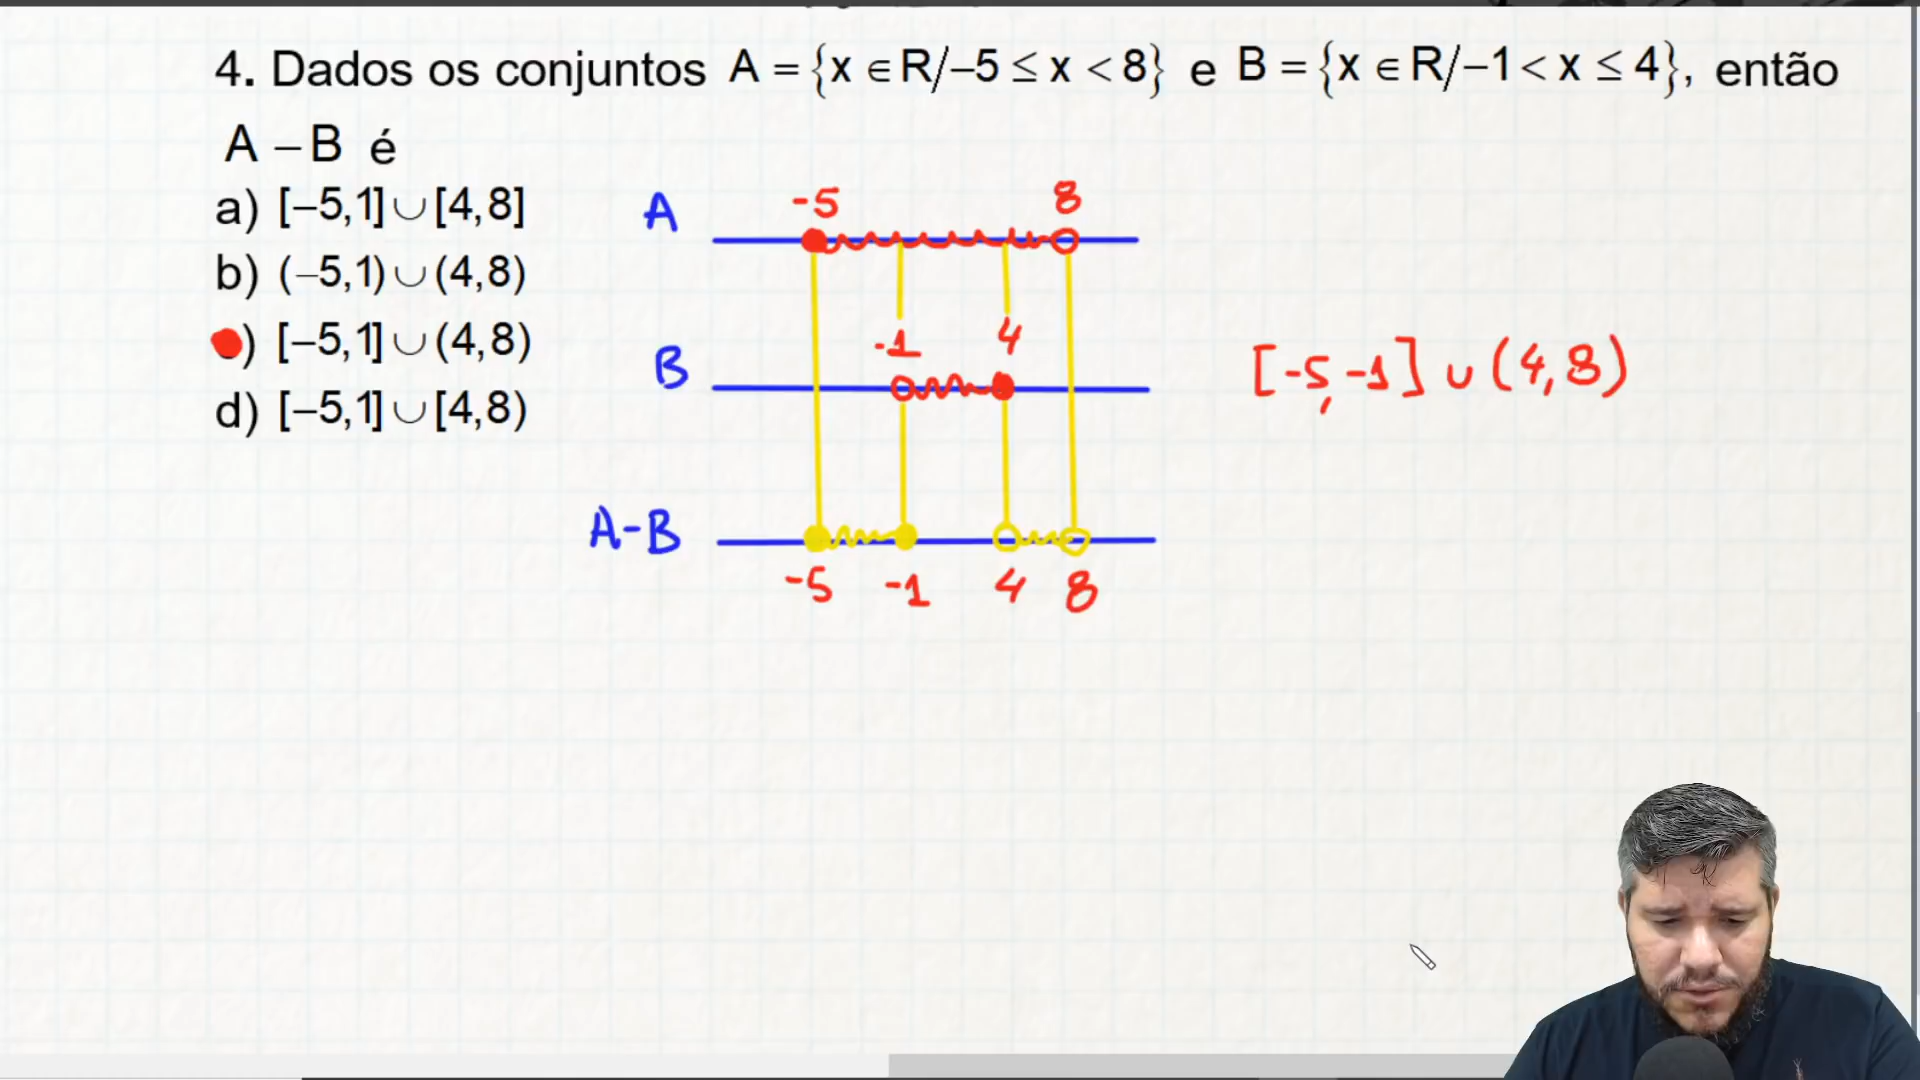 4. Dados os conjuntos A = {x ∈ R/−5 ≤ x < 8} e B = {x ∈ R/−1 < x ≤ 4}, então
A − B é
a) [−5,1] ∪ [4,8]
b) (−5,1) ∪ (4,8)
) [−5,1] ∪ (4,8)
d) [−5,1] ∪ [4,8)
A -5 8
B -1 4
A-B
-5 -1 4 8
[-5, -1] ∪ (4,8)